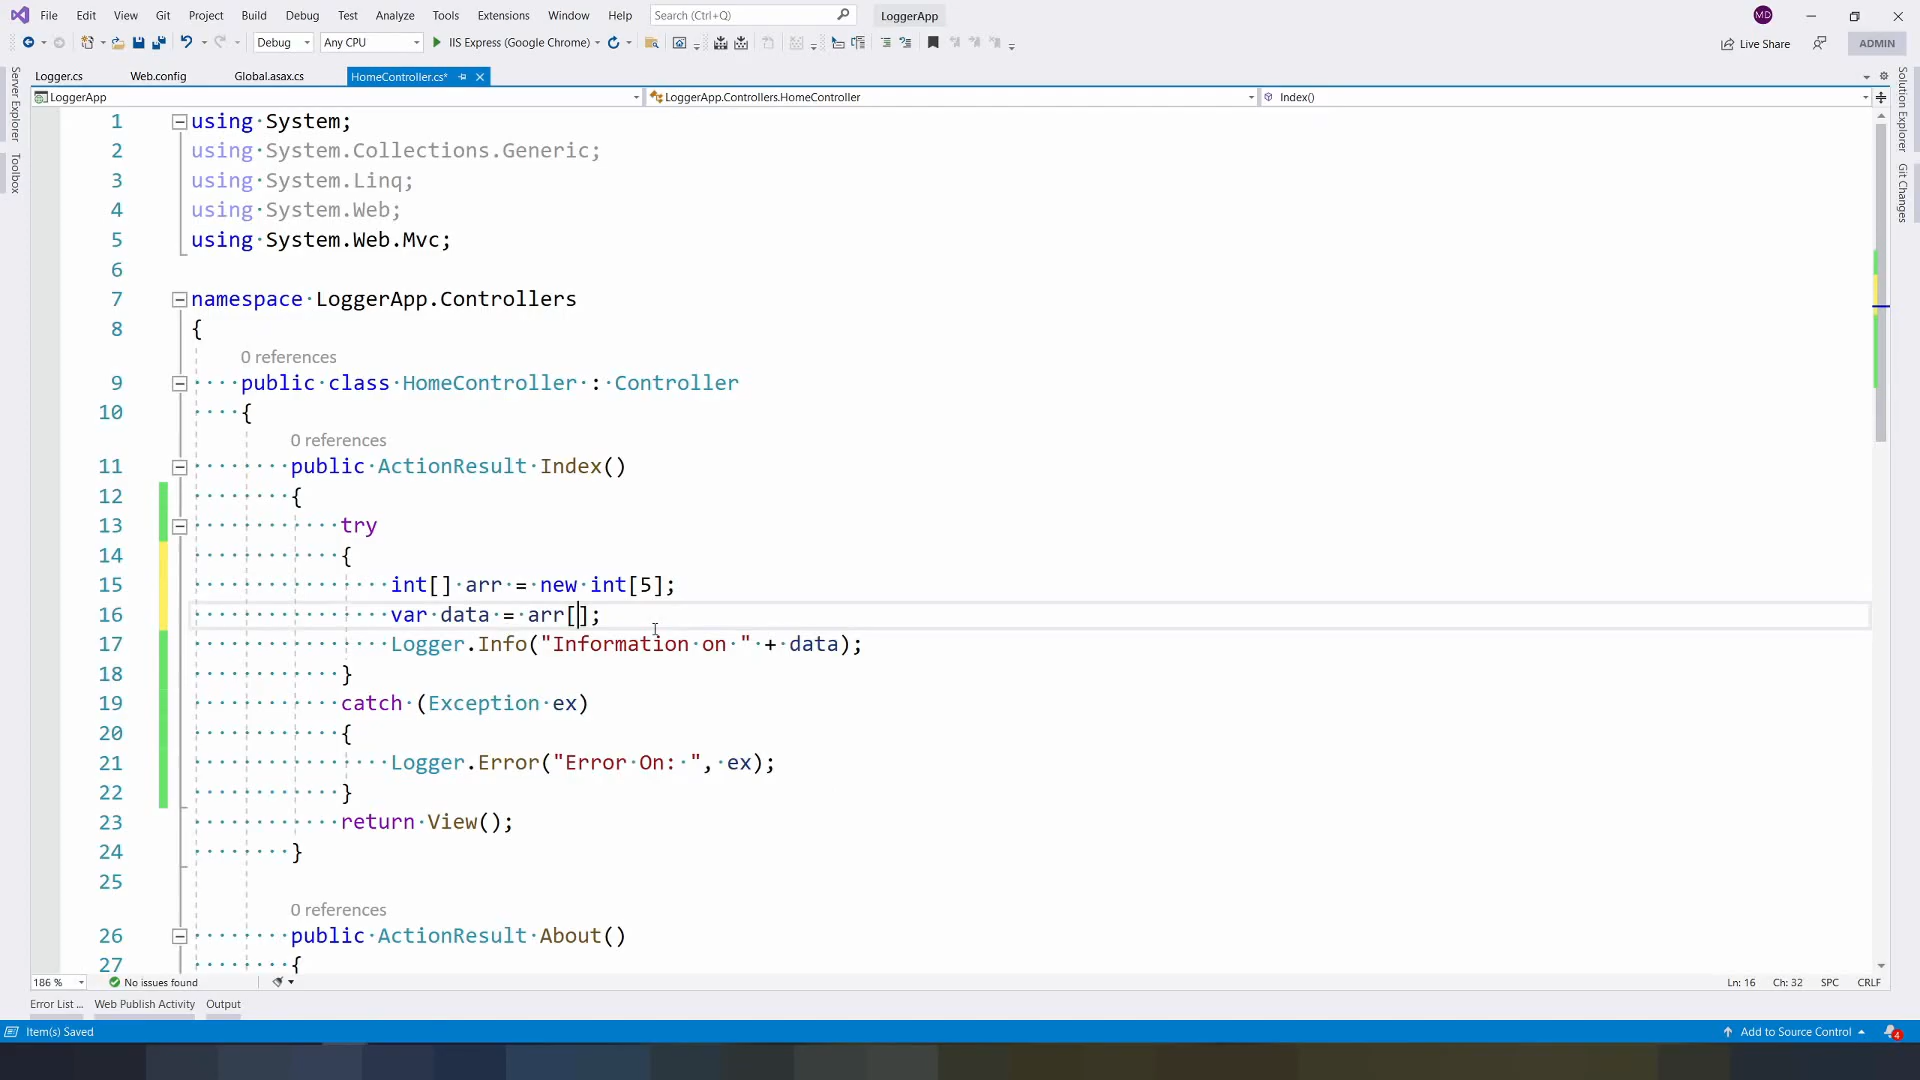 File Edit View Git Project Build Debug Test Analyze Tools Extensions Window Help Search (Ctrl+Q) LoggerApp MD
Debug Any CPU IIS Express (Google Chrome) Live Share ADMIN
Logger.cs Web.config Global.asax.cs HomeController.cs*
LoggerApp LoggerApp.Controllers.HomeController Index()
Server Explorer
Toolbox
Solution Explorer
Git Changes
1 using System;
2 using System.Collections.Generic;
3 using System.Linq;
4 using System.Web;
5 using System.Web.Mvc;
6
7 namespace LoggerApp.Controllers
8 {
0 references
9 public class HomeController : Controller
10 {
0 references
11 public ActionResult Index()
12 {
13 try
14 {
15 int[] arr = new int[5];
16 var data = arr[];
17 Logger.Info("Information on " + data);
18 }
19 catch (Exception ex)
20 {
21 Logger.Error("Error On: ", ex);
22 }
23 return View();
24 }
25
0 references
26 public ActionResult About()
27 {
186 % No issues found Ln: 16 Ch: 32 SPC CRLF
Error List ... Web Publish Activity Output
Item(s) Saved Add to Source Control 4